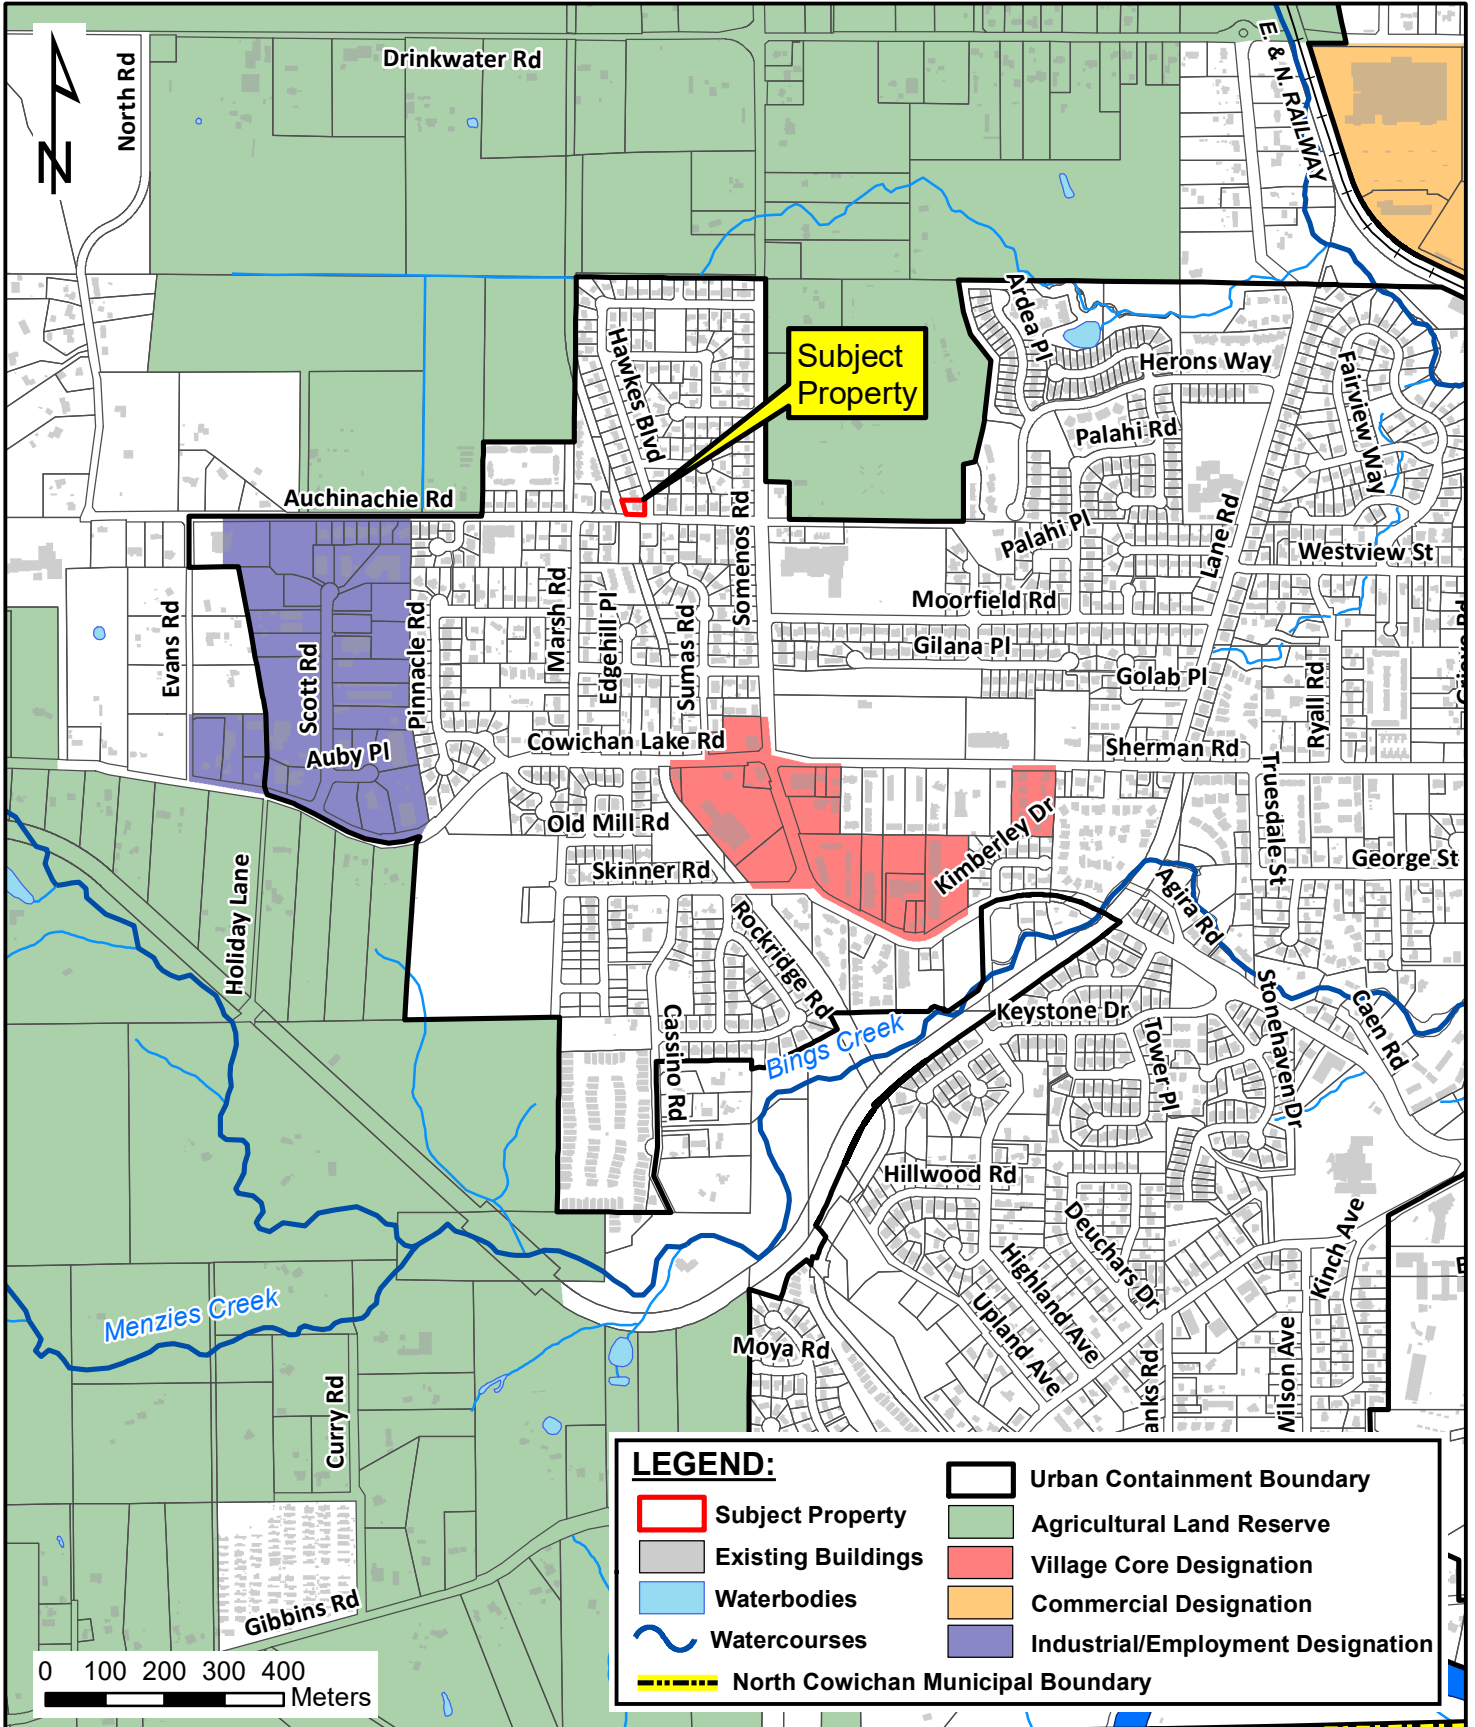 Drinkwater Rd
North Rd
E. & N. RAILWAY
N
Ardea Pl
Hawkes Blvd
Subject
Property
Herons Way
Fairview Way
Palahi Rd
Auchinachie Rd
Somenos Rd
Lane Rd
Palahi Pl
Westview St
Evans Rd
Scott Rd
Pinnacle Rd
Marsh Rd
Edgehill Pl
Sumas Rd
Moorfield Rd
Gilana Pl
Golab Pl
Ryall Rd
Auby Pl
Cowichan Lake Rd
Sherman Rd
Truesdale St
Old Mill Rd
Kimberley Dr
George St
Skinner Rd
Holiday Lane
Agira Rd
Rockridge Rd
Cassino Rd
Bings Creek
Keystone Dr
Tower Pl
Stonehaven Dr
Caen Rd
Hillwood Rd
Deuchars Dr
Highland Ave
Upland Ave
Kinch Ave
Menzies Creek
Moya Rd
anks Rd
Wilson Ave
Curry Rd
Gibbins Rd
LEGEND:
Subject Property
Existing Buildings
Waterbodies
Watercourses
North Cowichan Municipal Boundary
Urban Containment Boundary
Agricultural Land Reserve
Village Core Designation
Commercial Designation
Industrial/Employment Designation
0 100 200 300 400
Meters